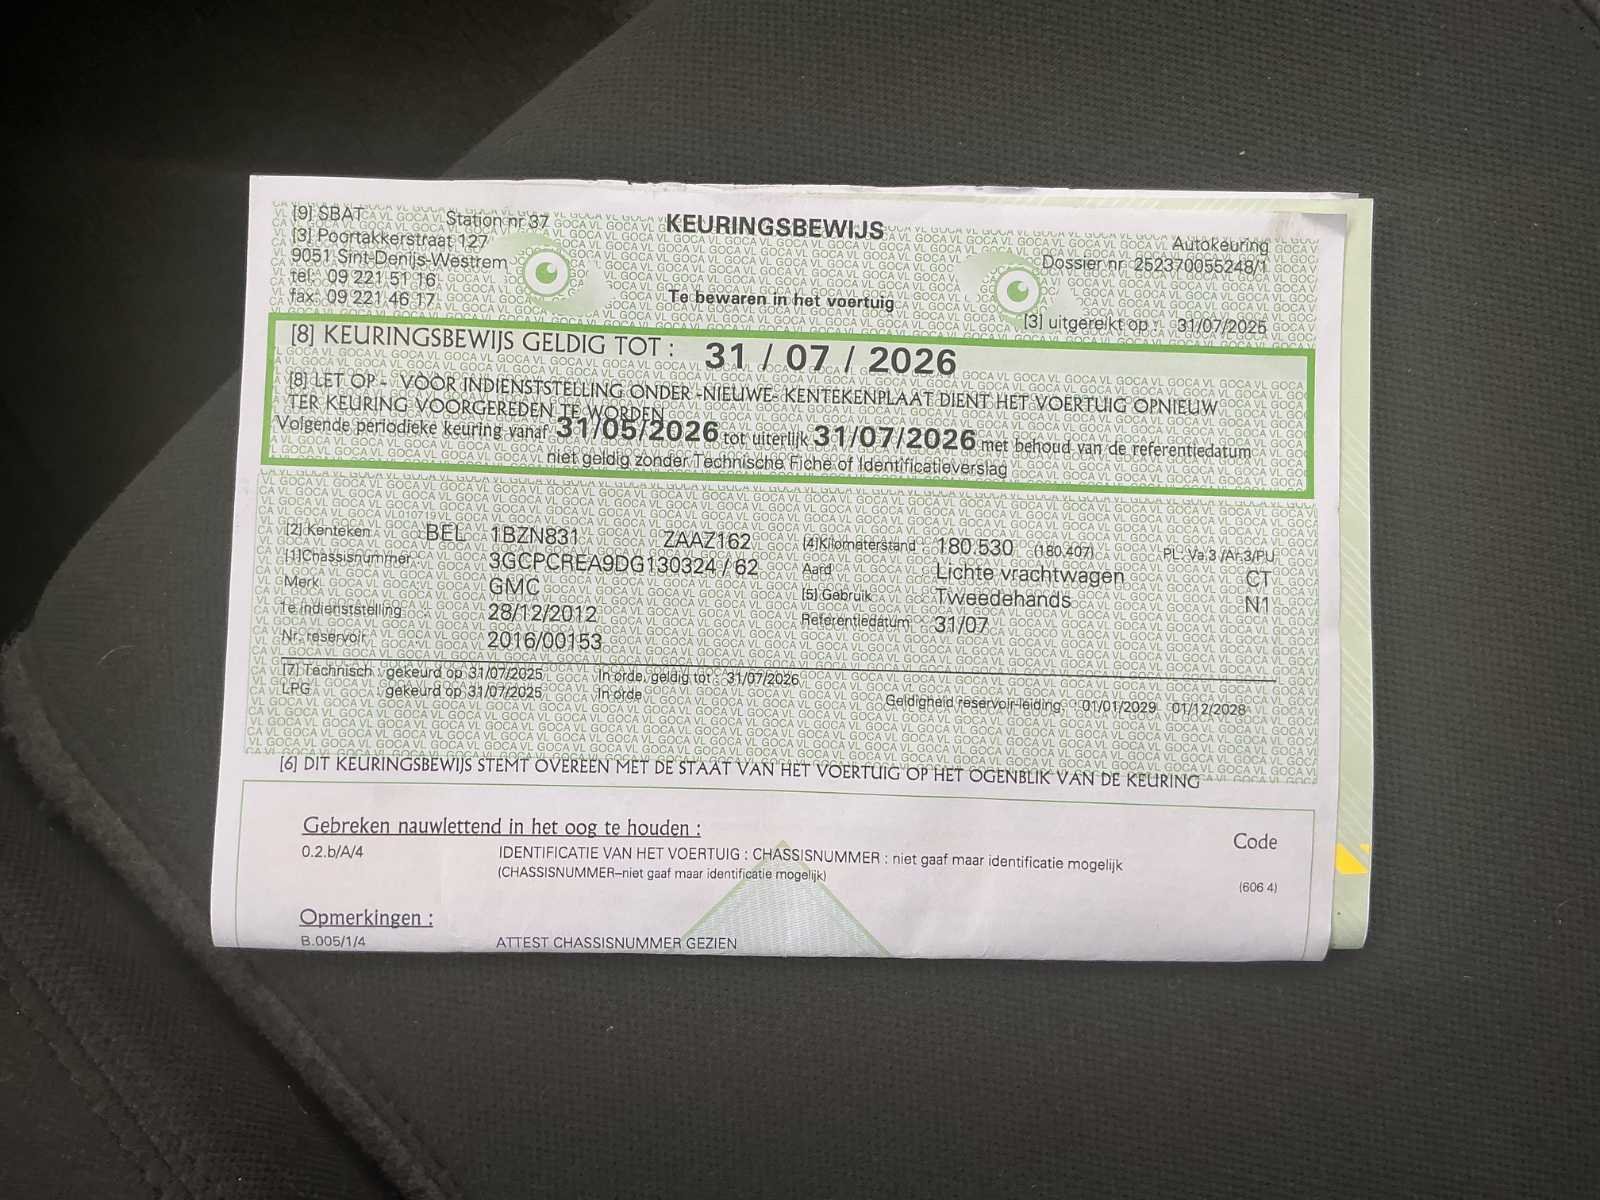 [9] SBAT Station nr 37
[3] Poortakkerstraat 127
9051 Sint-Denijs-Westrem
tel: 09 221 51 16
fax: 09 221 46 17
KEURINGSBEWIJS
Te bewaren in het voertuig
Autokeuring
Dossier nr 252370055248/1
[3] uitgereikt op : 31/07/2025
[8] KEURINGSBEWIJS GELDIG TOT : 31 / 07 / 2026
[8] LET OP - VOOR INDIENSTSTELLING ONDER -NIEUWE- KENTEKENPLAAT DIENT HET VOERTUIG OPNIEUW
TER KEURING VOORGEREDEN TE WORDEN
Volgende periodieke keuring vanaf 31/05/2026 tot uiterlijk 31/07/2026 met behoud van de referentiedatum
niet geldig zonder Technische Fiche of Identificatieverslag
[2] Kenteken BEL 1BZN831 ZAAZ162
[1] Chassisnummer 3GCPCREA9DG130324 / 62
Merk GMC
1e indienststelling 28/12/2012
Nr. reservoir 2016/00153
[4] Kilometerstand 180.530 (180.407) PL. Va.3 /Ar.3/PU
Aard Lichte vrachtwagen CT
[5] Gebruik Tweedehands N1
Referentiedatum 31/07
[7] Technisch : gekeurd op 31/07/2025 In orde, geldig tot : 31/07/2026
LPG : gekeurd op 31/07/2025 In orde
Geldigheid reservoir-leiding : 01/01/2029 01/12/2028
[6] DIT KEURINGSBEWIJS STEMT OVEREEN MET DE STAAT VAN HET VOERTUIG OP HET OGENBLIK VAN DE KEURING
Gebreken nauwlettend in het oog te houden :
Code
0.2.b/A/4 IDENTIFICATIE VAN HET VOERTUIG : CHASSISNUMMER : niet gaaf maar identificatie mogelijk
(CHASSISNUMMER–niet gaaf maar identificatie mogelijk)
(606 4)
Opmerkingen :
B.005/1/4 ATTEST CHASSISNUMMER GEZIEN